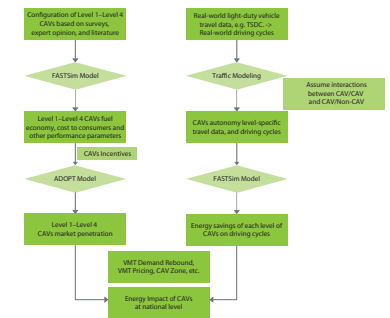 Configuration of Level 1–Level 4
CAVs based on surveys,
expert opinion, and literature
Real-world light-duty vehicle
travel data, e.g. TSDC. ->
Real-world driving cycles
FASTSim Model
Traffic Modeling
Assume interactions
between CAV/CAV
and CAV/Non-CAV
Level 1–Level 4 CAVs fuel
economy, cost to consumers and
other performance parameters
CAVs autonomy level-specific
travel data, and driving cycles
CAVs Incentives
ADOPT Model
FASTSim Model
Level 1–Level 4
CAVs market penetration
Energy savings of each level of
CAVs on driving cycles
VMT Demand Rebound,
VMT Pricing, CAV Zone, etc.
Energy Impact of CAVs
at national level